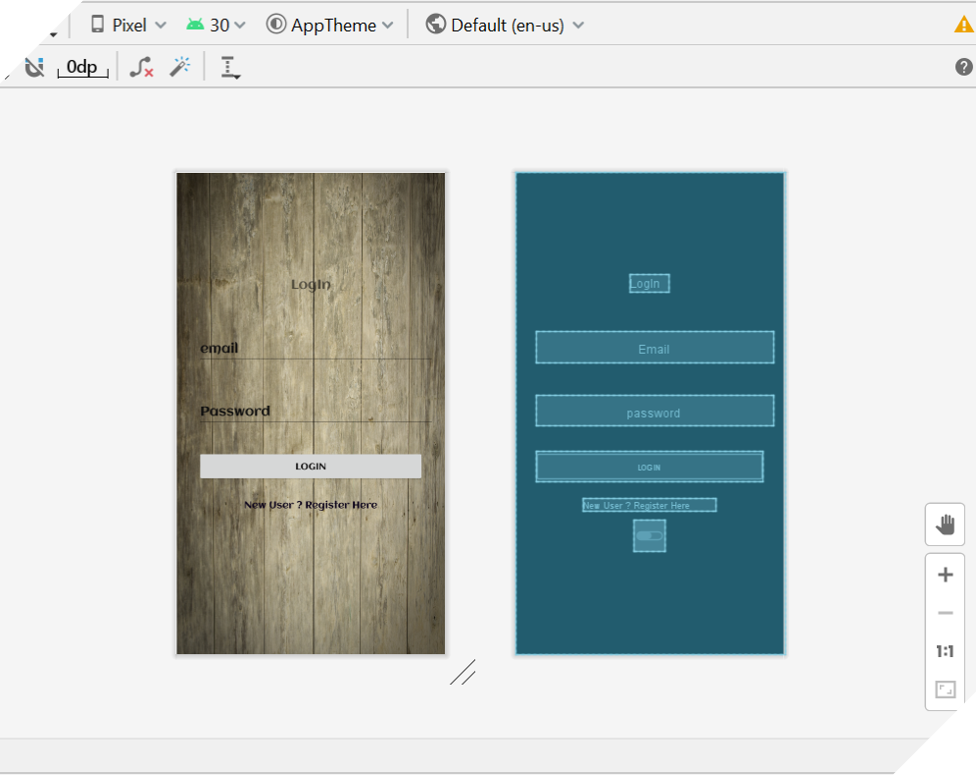 Pixel 30 AppTheme Default (en-us)
0dp
LogIn
email
Password
LOGIN
New User ? Register Here
LogIn
Email
password
LOGIN
New User ? Register Here
1:1